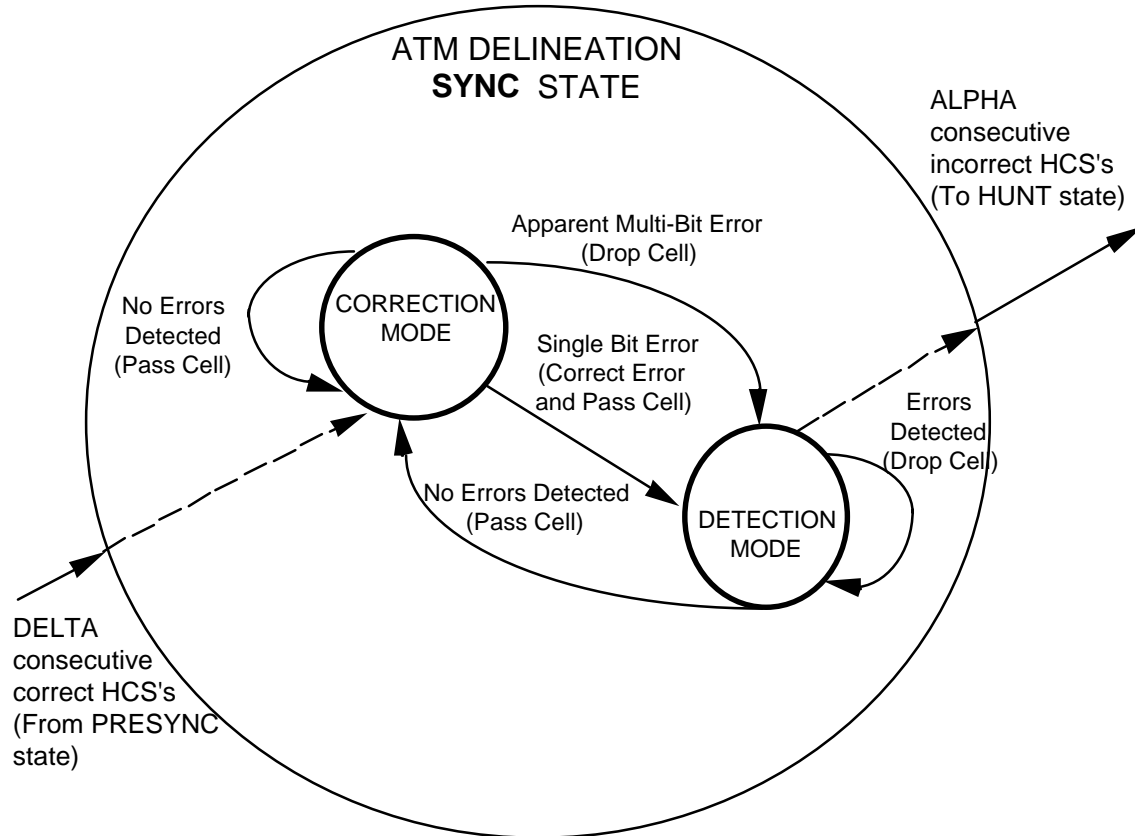 ATM DELINEATION
SYNC STATE
ALPHA
consecutive
incorrect HCS's
(To HUNT state)
Apparent Multi-Bit Error
(Drop Cell)
No Errors
Detected
(Pass Cell)
CORRECTION
MODE
Single Bit Error
(Correct Error
and Pass Cell)
Errors
Detected
(Drop Cell)
No Errors Detected
(Pass Cell)
DETECTION
MODE
DELTA
consecutive
correct HCS's
(From PRESYNC
state)